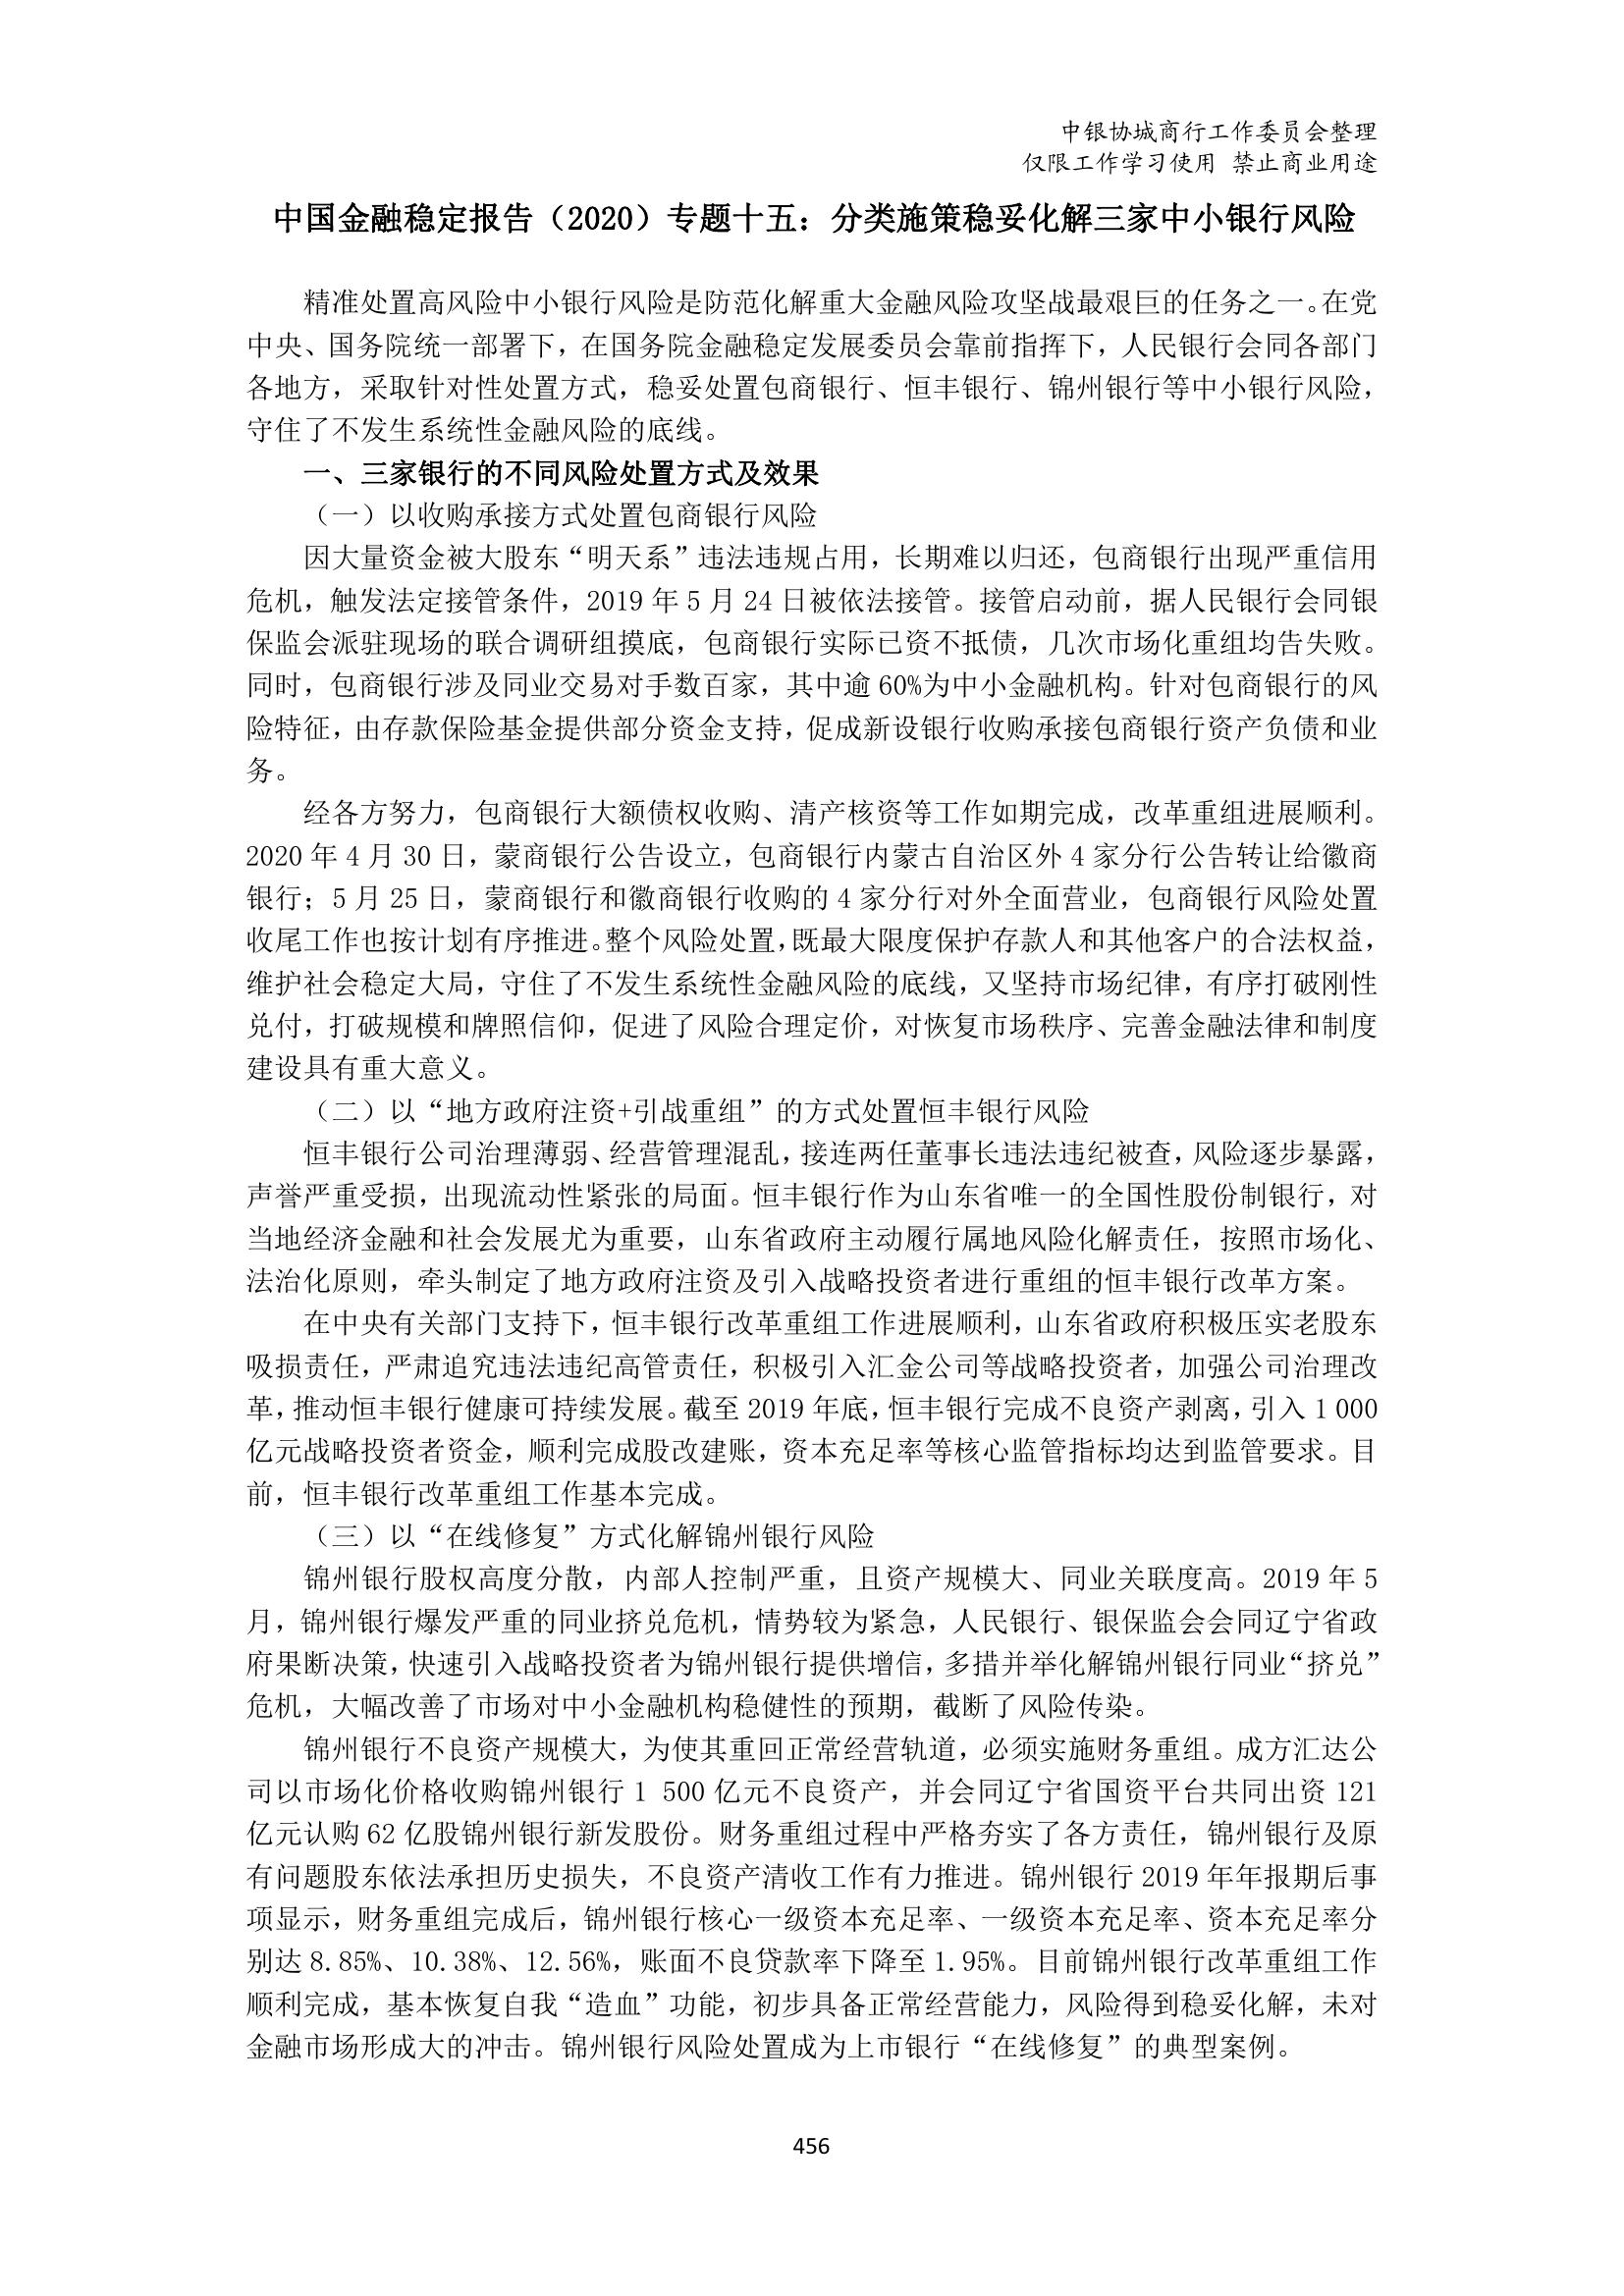 中银协城商行工作委员会整理
仅限工作学习使用 禁止商业用途
中国金融稳定报告（2020）专题十五：分类施策稳妥化解三家中小银行风险
精准处置高风险中小银行风险是防范化解重大金融风险攻坚战最艰巨的任务之一。在党
中央、国务院统一部署下，在国务院金融稳定发展委员会靠前指挥下，人民银行会同各部门
各地方，采取针对性处置方式，稳妥处置包商银行、恒丰银行、锦州银行等中小银行风险，
守住了不发生系统性金融风险的底线。
一、三家银行的不同风险处置方式及效果
（一）以收购承接方式处置包商银行风险
因大量资金被大股东“明天系”违法违规占用，长期难以归还，包商银行出现严重信用
危机，触发法定接管条件，2019 年 5 月 24 日被依法接管。接管启动前，据人民银行会同银
保监会派驻现场的联合调研组摸底，包商银行实际已资不抵债，几次市场化重组均告失败。
同时，包商银行涉及同业交易对手数百家，其中逾 60%为中小金融机构。针对包商银行的风
险特征，由存款保险基金提供部分资金支持，促成新设银行收购承接包商银行资产负债和业
务。
经各方努力，包商银行大额债权收购、清产核资等工作如期完成，改革重组进展顺利。
2020 年 4 月 30 日，蒙商银行公告设立，包商银行内蒙古自治区外 4 家分行公告转让给徽商
银行；5 月 25 日，蒙商银行和徽商银行收购的 4 家分行对外全面营业，包商银行风险处置
收尾工作也按计划有序推进。整个风险处置，既最大限度保护存款人和其他客户的合法权益，
维护社会稳定大局，守住了不发生系统性金融风险的底线，又坚持市场纪律，有序打破刚性
兑付，打破规模和牌照信仰，促进了风险合理定价，对恢复市场秩序、完善金融法律和制度
建设具有重大意义。
（二）以“地方政府注资+引战重组”的方式处置恒丰银行风险
恒丰银行公司治理薄弱、经营管理混乱，接连两任董事长违法违纪被查，风险逐步暴露，
声誉严重受损，出现流动性紧张的局面。恒丰银行作为山东省唯一的全国性股份制银行，对
当地经济金融和社会发展尤为重要，山东省政府主动履行属地风险化解责任，按照市场化、
法治化原则，牵头制定了地方政府注资及引入战略投资者进行重组的恒丰银行改革方案。
在中央有关部门支持下，恒丰银行改革重组工作进展顺利，山东省政府积极压实老股东
吸损责任，严肃追究违法违纪高管责任，积极引入汇金公司等战略投资者，加强公司治理改
革，推动恒丰银行健康可持续发展。截至 2019 年底，恒丰银行完成不良资产剥离，引入 1 000
亿元战略投资者资金，顺利完成股改建账，资本充足率等核心监管指标均达到监管要求。目
前，恒丰银行改革重组工作基本完成。
（三）以“在线修复”方式化解锦州银行风险
锦州银行股权高度分散，内部人控制严重，且资产规模大、同业关联度高。2019 年 5
月，锦州银行爆发严重的同业挤兑危机，情势较为紧急，人民银行、银保监会会同辽宁省政
府果断决策，快速引入战略投资者为锦州银行提供增信，多措并举化解锦州银行同业“挤兑”
危机，大幅改善了市场对中小金融机构稳健性的预期，截断了风险传染。
锦州银行不良资产规模大，为使其重回正常经营轨道，必须实施财务重组。成方汇达公
司以市场化价格收购锦州银行 1 500 亿元不良资产，并会同辽宁省国资平台共同出资 121
亿元认购 62 亿股锦州银行新发股份。财务重组过程中严格夯实了各方责任，锦州银行及原
有问题股东依法承担历史损失，不良资产清收工作有力推进。锦州银行 2019 年年报期后事
项显示，财务重组完成后，锦州银行核心一级资本充足率、一级资本充足率、资本充足率分
别达 8.85%、10.38%、12.56%，账面不良贷款率下降至 1.95%。目前锦州银行改革重组工作
顺利完成，基本恢复自我“造血”功能，初步具备正常经营能力，风险得到稳妥化解，未对
金融市场形成大的冲击。锦州银行风险处置成为上市银行“在线修复”的典型案例。
456